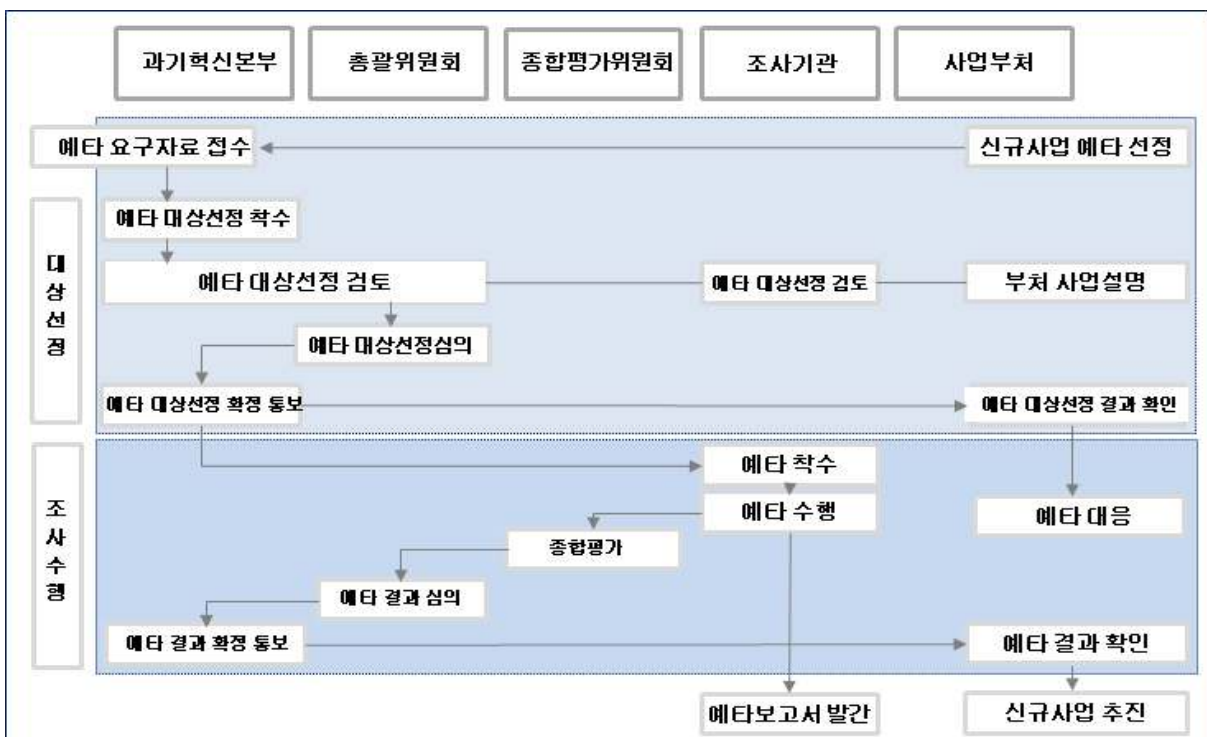 과기혁신본부
총괄위원회
종합평가위원회
조사기관
사업부처
예타 요구자료 접수
신규사업 예타 선정
예타 대상선정 착수
대상선정
예타 대상선정 검토
예타 대상선정 검토
부처 사업설명
예타 대상선정심의
예타 대상선정 확정 통보
예타 대상선정 결과 확인
조사수행
예타 착수
예타 수행
예타 대응
종합평가
예타 결과 심의
예타 결과 확정 통보
예타 결과 확인
예타보고서 발간
신규사업 추진